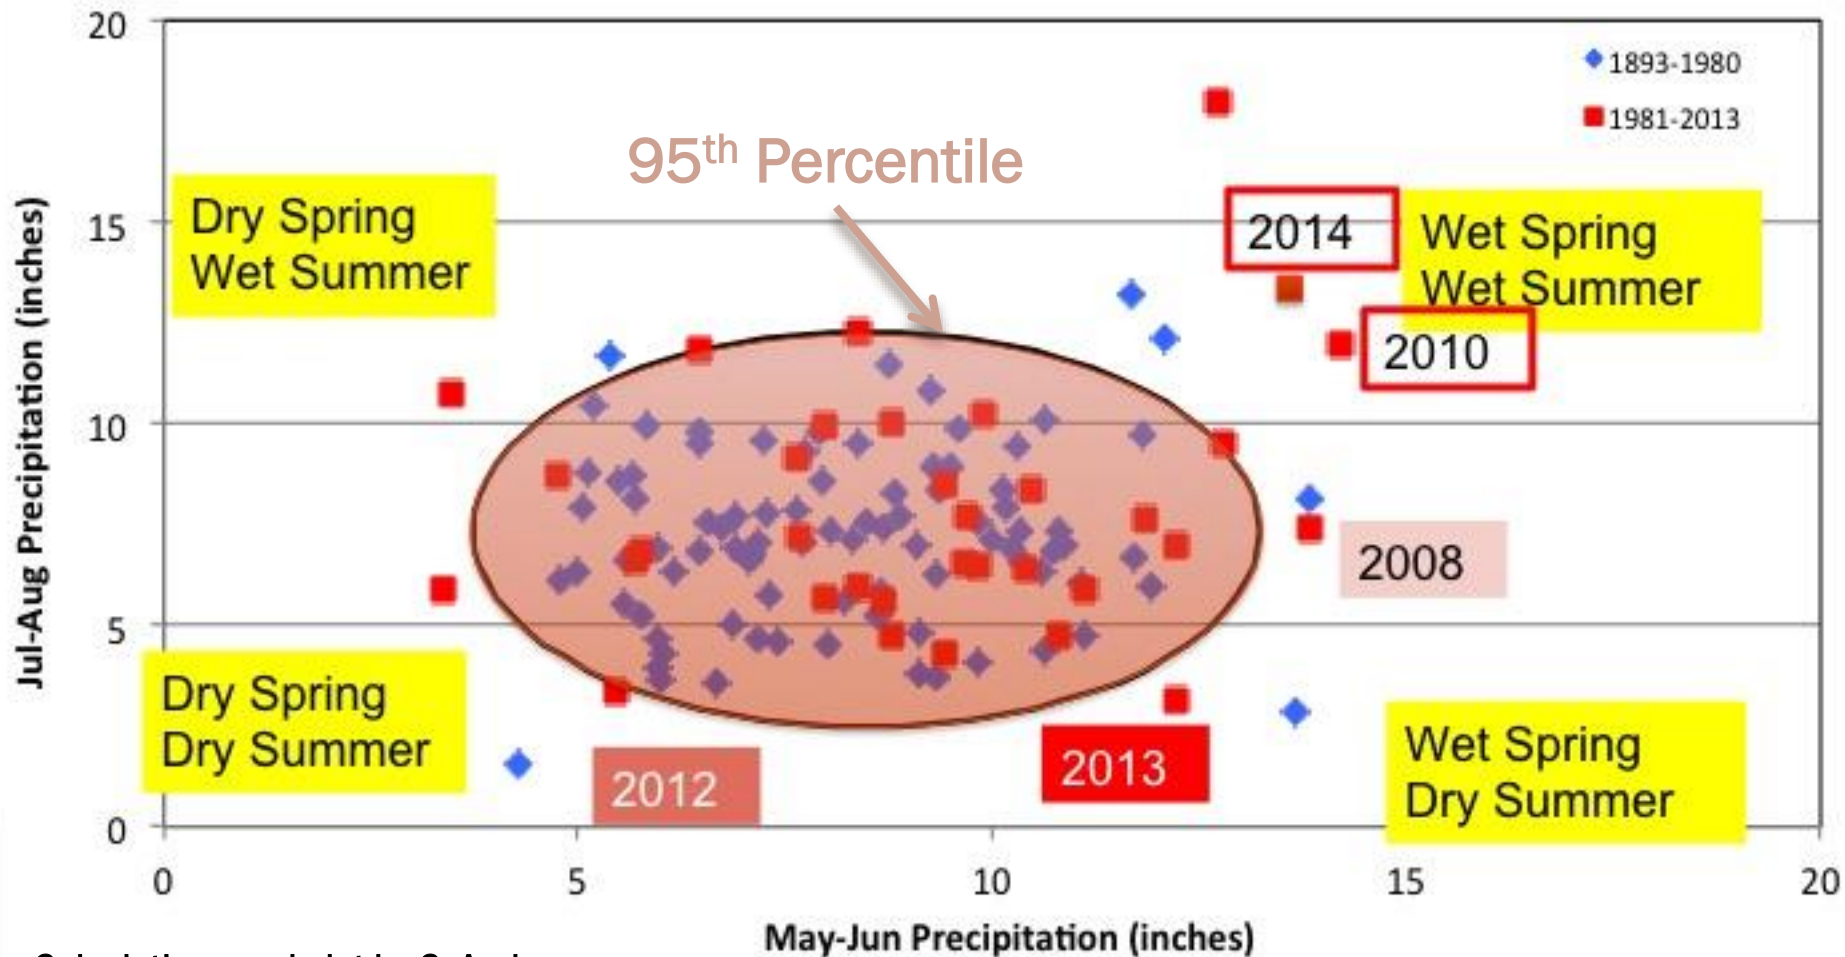 20
1893-1980
1981-2013
95th Percentile
Dry Spring
Wet Summer
15
2014
Wet Spring
Wet Summer
2010
10
Jul-Aug Precipitation (inches)
2008
5
Dry Spring
Dry Summer
2012
2013
Wet Spring
Dry Summer
0
0 5 10 15 20
May-Jun Precipitation (inches)